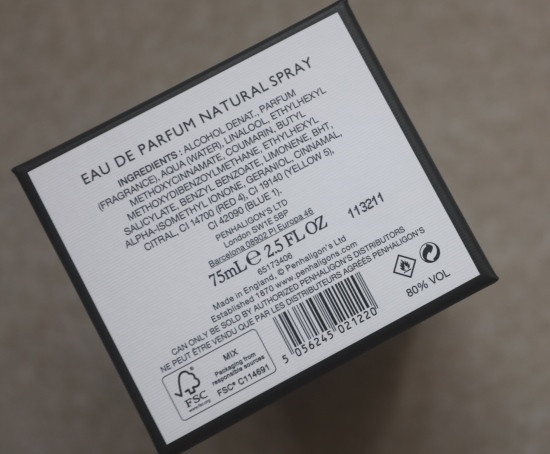 EAU DE PARFUM NATURAL SPRAY
INGREDIENTS : ALCOHOL DENAT., PARFUM
(FRAGRANCE), AQUA (WATER), LINALOOL, ETHYLHEXYL
METHOXYCINNAMATE, COUMARIN, BUTYL
METHOXYDIBENZOYLMETHANE, ETHYLHEXYL
SALICYLATE, BENZYL BENZOATE, LIMONENE, BHT,
ALPHA-ISOMETHYL IONONE, GERANIOL, CINNAMAL,
CITRAL, CI 14700 (RED 4), CI 19140 (YELLOW 5),
CI 42090 (BLUE 1).
PENHALIGON'S LTD
London SW1E 5BP
Barcelona 08902 Pl Europa 46
75mL e 2.5 FL OZ
113211
65173406
Made in England, © Penhaligon's Ltd
Established 1870 www.penhaligons.com
CAN ONLY BE SOLD BY AUTHORIZED PENHALIGON'S DISTRIBUTORS
NE PEUT ÊTRE VENDU QUE PAR LES DISTRIBUTEURS AGRÉÉS PENHALIGON'S
80% VOL
5 056245 021220
FSC
www.fsc.org
MIX
Packaging from
responsible sources
FSC® C114691